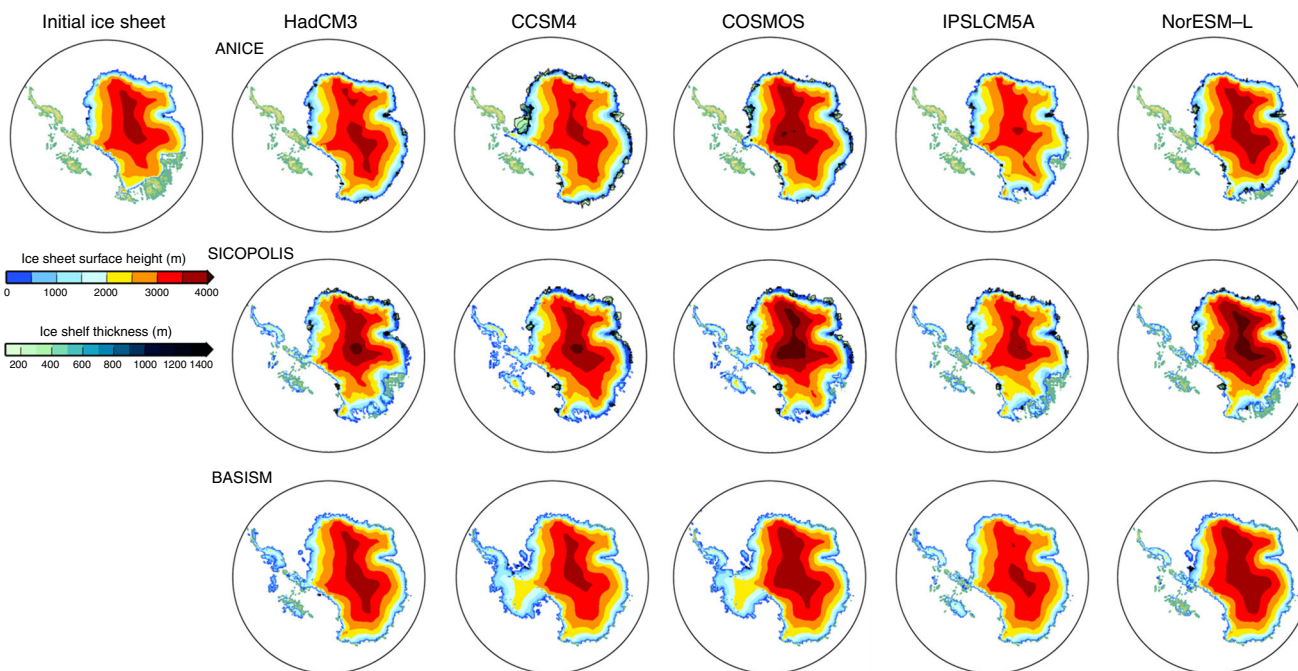 Initial ice sheet HadCM3 CCSM4 COSMOS IPSLCM5A NorESM–L
ANICE
SICOPOLIS
Ice sheet surface height (m)
0 1000 2000 3000 4000
Ice shelf thickness (m)
200 400 600 800 1000 1200 1400
BASISM